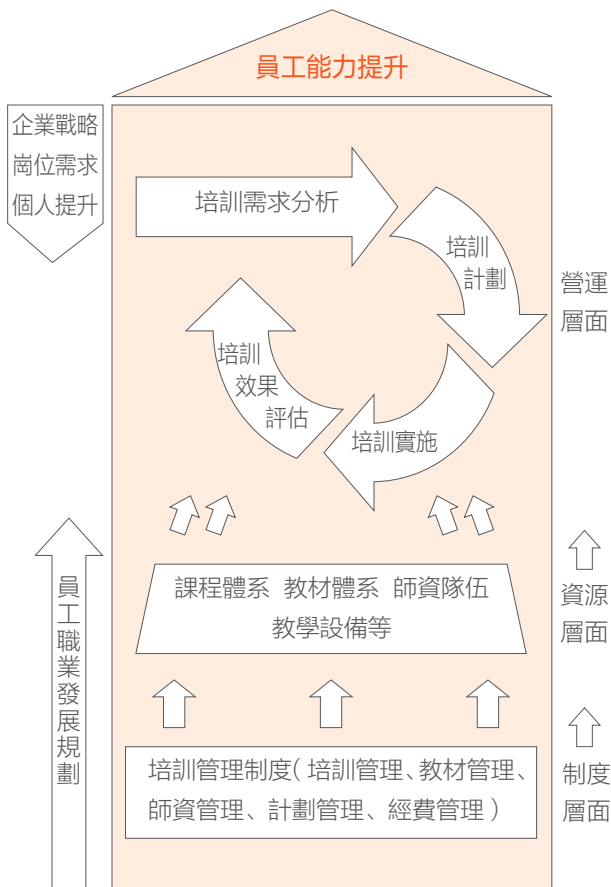 員工能力提升
企業戰略
崗位需求
個人提升
培訓需求分析
培訓
計劃
營運
層面
培訓
效果
評估
培訓實施
課程體系 教材體系 師資隊伍
教學設備等
資源
層面
員工職業發展規劃
培訓管理制度( 培訓管理、教材管理、
師資管理、計劃管理、經費管理 )
制度
層面